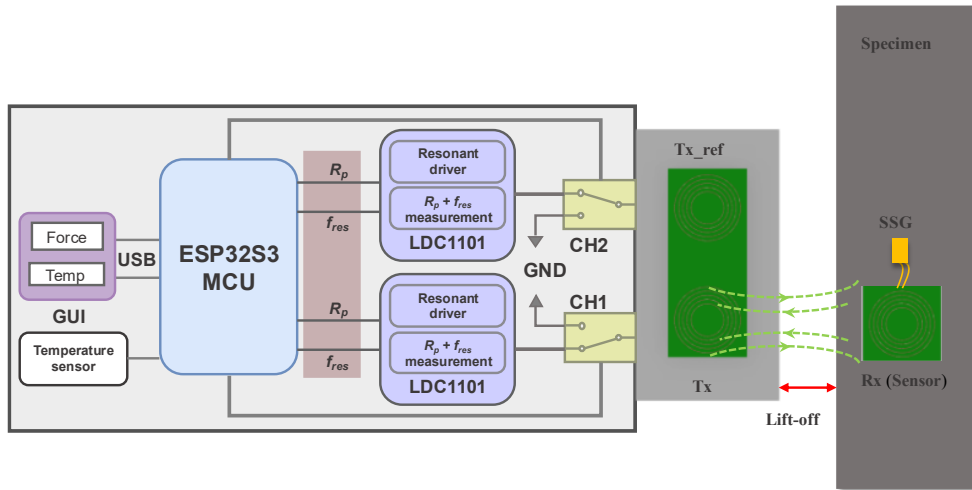 Specimen
Tx_ref
Resonant
driver
Rp
Rp + fres
measurement
fres
LDC1101
CH2
SSG
Force
USB
Temp
ESP32S3
MCU
GND
GUI
CH1
Rp
Resonant
driver
Temperature
sensor
Rp + fres
measurement
fres
LDC1101
Tx
Rx (Sensor)
Lift-off